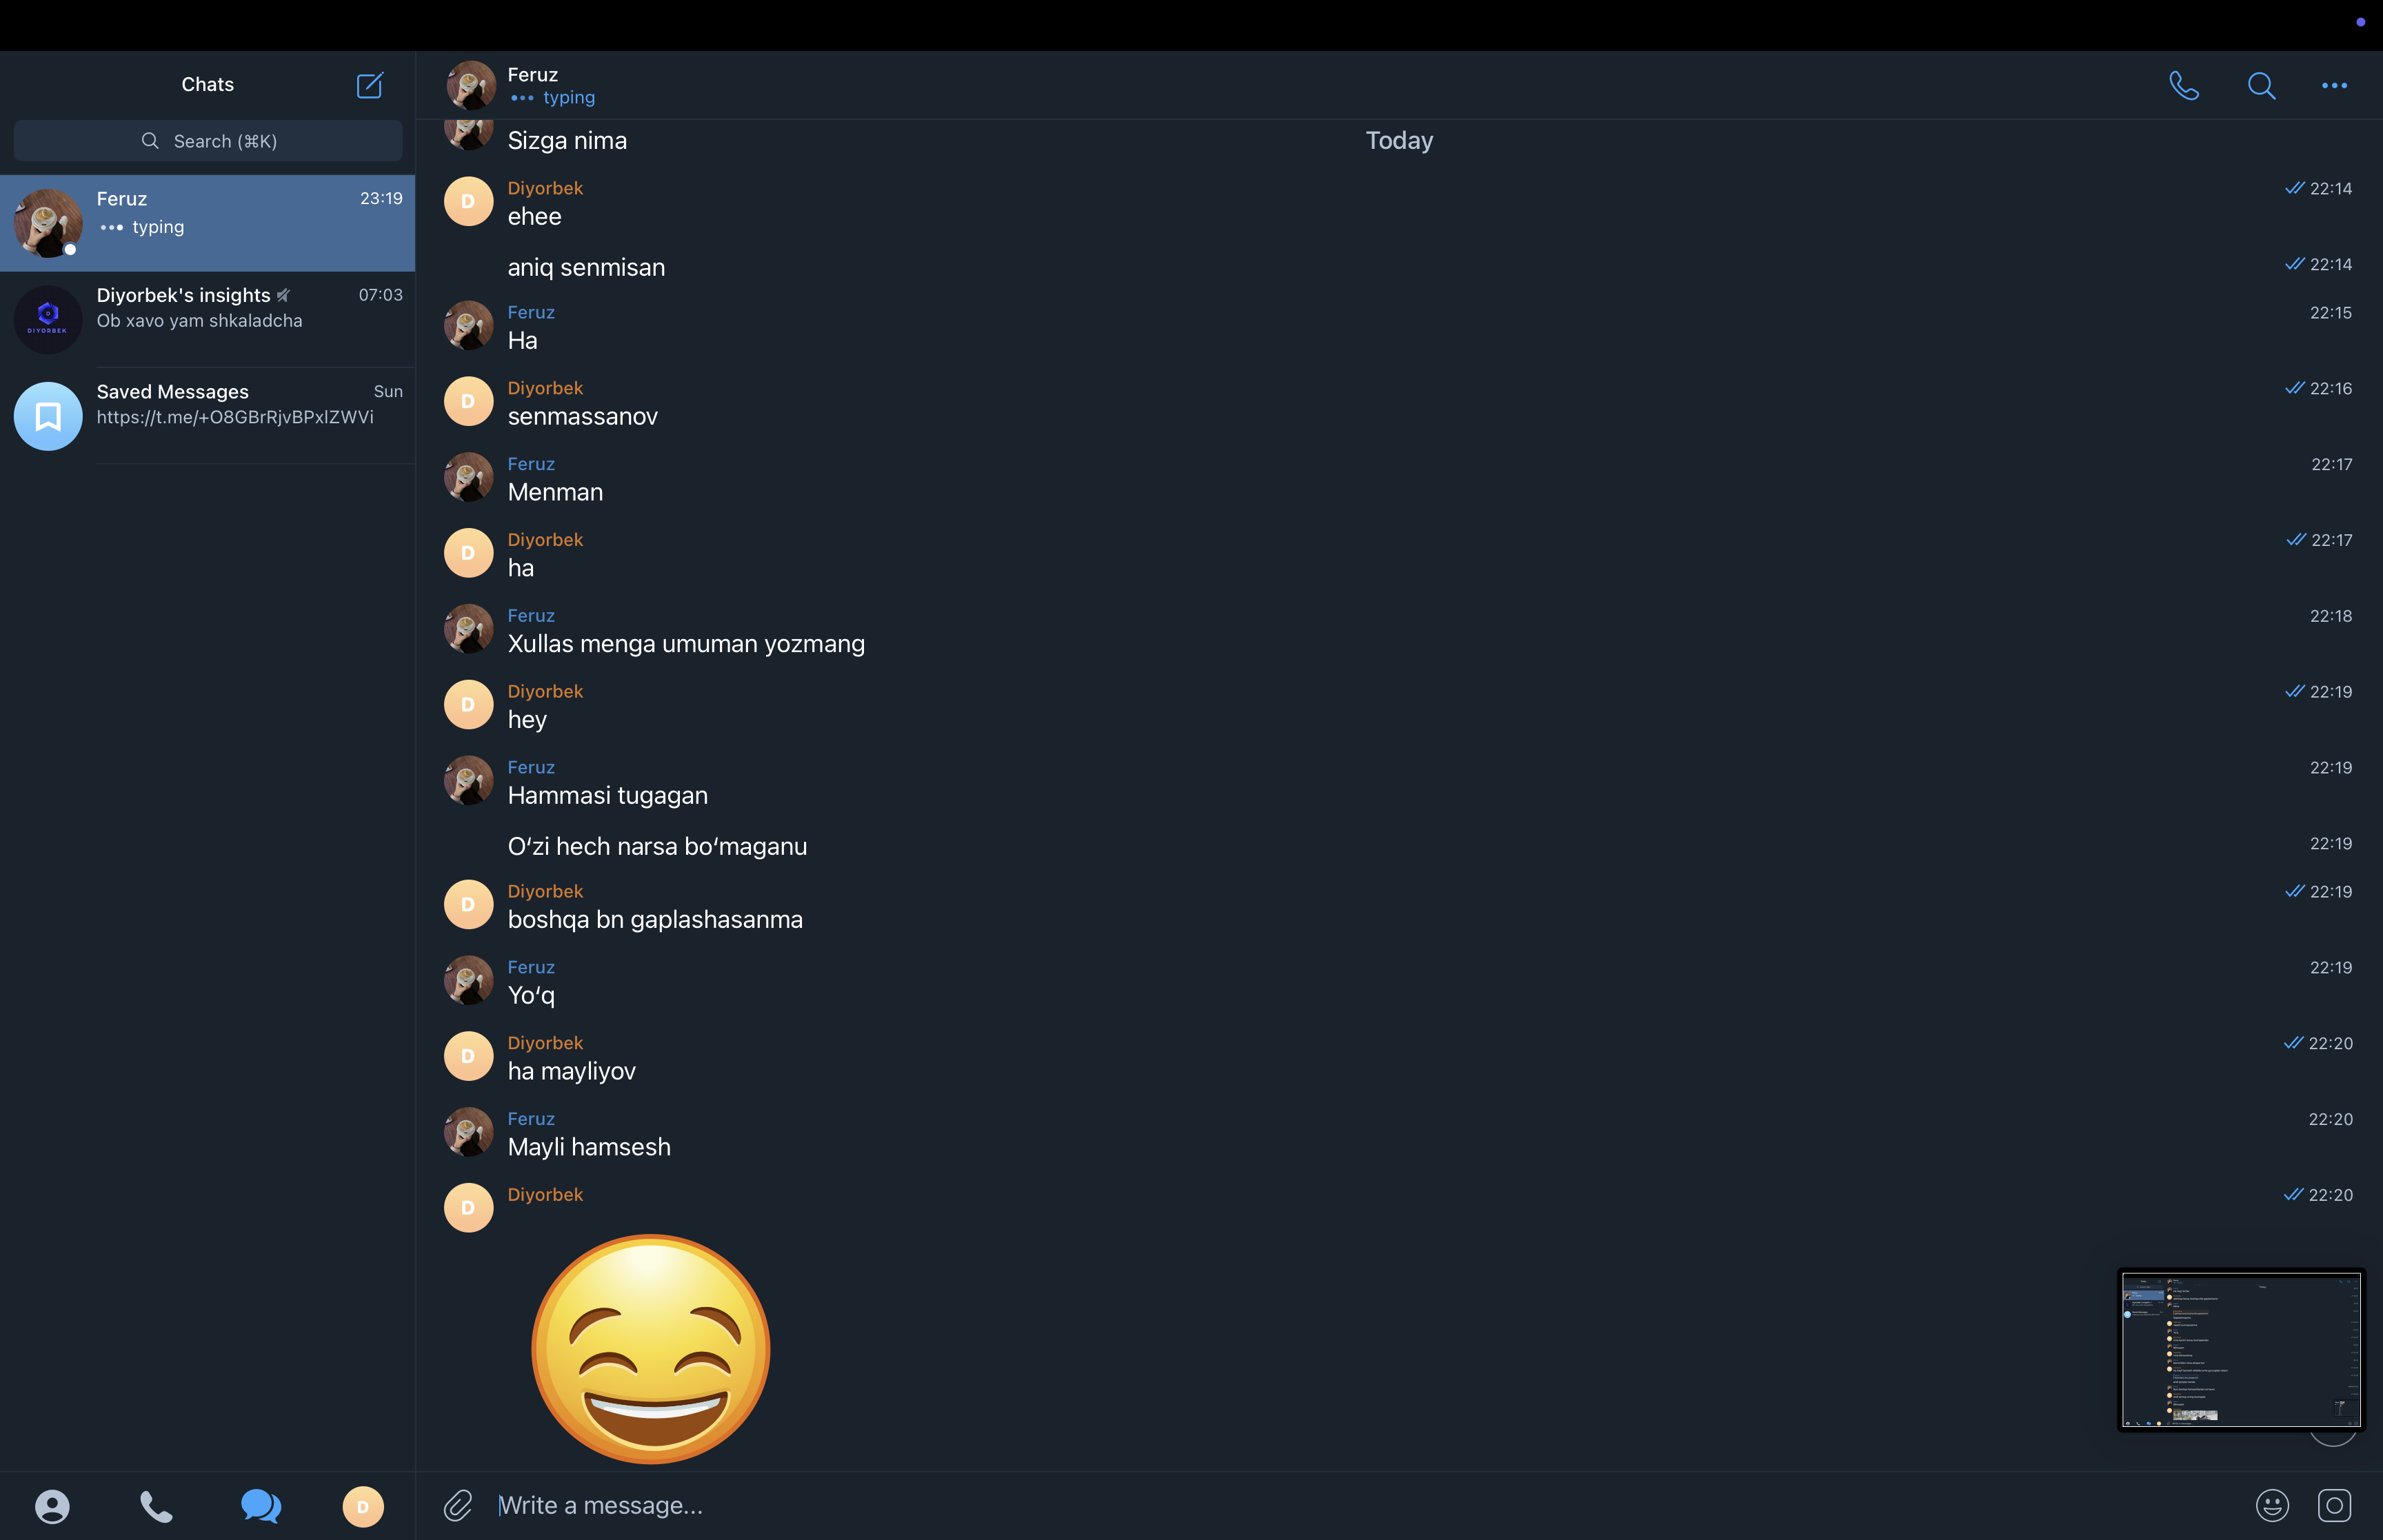 Chats
Search (⌘K)
Feruz 23:19
typing
Diyorbek's insights 07:03
Ob xavo yam shkaladcha
DIYORBEK
Saved Messages Sun
https://t.me/+O8GBrRjvBPxlZWVi
D
Feruz
typing
Sizga nima
Today
D
Diyorbek 22:14
ehee
aniq senmisan 22:14
Feruz 22:15
Ha
D
Diyorbek 22:16
senmassanov
Feruz 22:17
Menman
D
Diyorbek 22:17
ha
Feruz 22:18
Xullas menga umuman yozmang
D
Diyorbek 22:19
hey
Feruz 22:19
Hammasi tugagan
Oʻzi hech narsa boʻmaganu 22:19
D
Diyorbek 22:19
boshqa bn gaplashasanma
Feruz 22:19
Yoʻq
D
Diyorbek 22:20
ha mayliyov
Feruz 22:20
Mayli hamsesh
D
Diyorbek 22:20
Write a message...